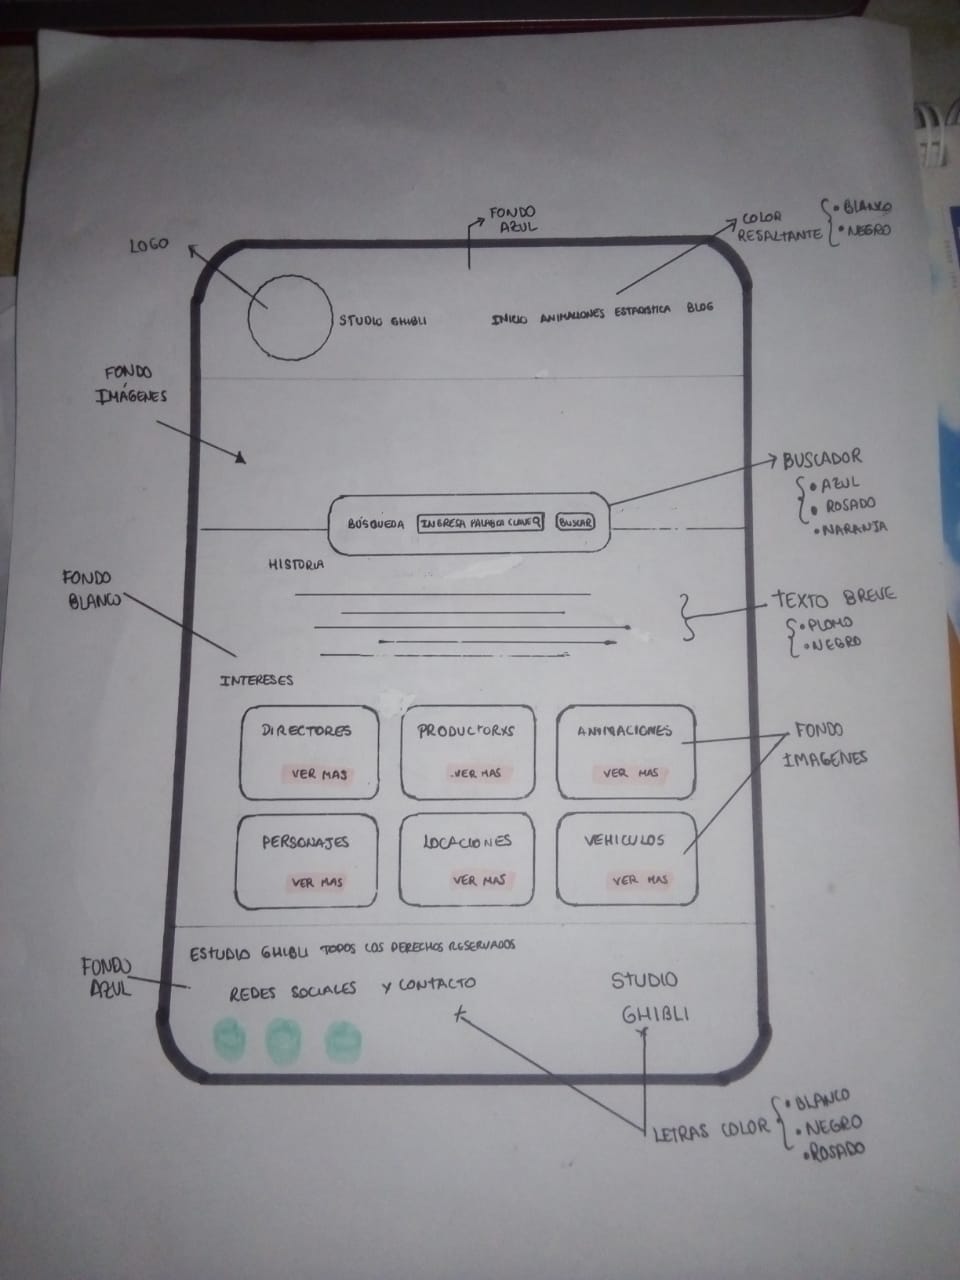 FONDO
AZUL
COLOR
RESALTANTE
• BLANCO
• NEGRO
LOGO
STUDIO GHIBLI
INICIO ANIMACIONES ESTADISTICA BLOG
FONDO
IMÁGENES
BUSCADOR
• AZUL
• ROSADO
• NARANJA
BÚSQUEDA
INGRESA PALABRA CLAVE
BUSCAR
HISTORIA
FONDO
BLANCO
TEXTO BREVE
• PLOMO
• NEGRO
INTERESES
DIRECTORES
VER MAS
PRODUCTORXS
VER MAS
ANIMACIONES
VER MAS
FONDO
IMAGENES
PERSONAJES
VER MAS
LOCACIONES
VER MAS
VEHICULOS
VER MAS
ESTUDIO GHIBLI TODOS LOS DERECHOS RESERVADOS
FONDO
AZUL
REDES SOCIALES Y CONTACTO
STUDIO
GHIBLI
LETRAS COLOR
• BLANCO
• NEGRO
• ROSADO